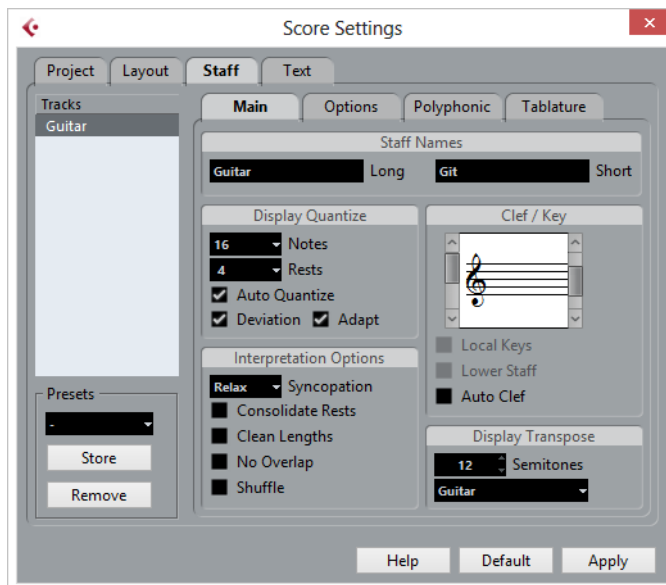 Score Settings
Project Layout Staff Text
Tracks
Guitar
Main Options Polyphonic Tablature
Staff Names
Guitar Long Git Short
Display Quantize
16 Notes
4 Rests
Auto Quantize
Deviation Adapt
Clef / Key
Local Keys
Lower Staff
Auto Clef
Interpretation Options
Relax Syncopation
Consolidate Rests
Clean Lengths
No Overlap
Shuffle
Display Transpose
12 Semitones
Guitar
Presets
-
Store
Remove
Help Default Apply